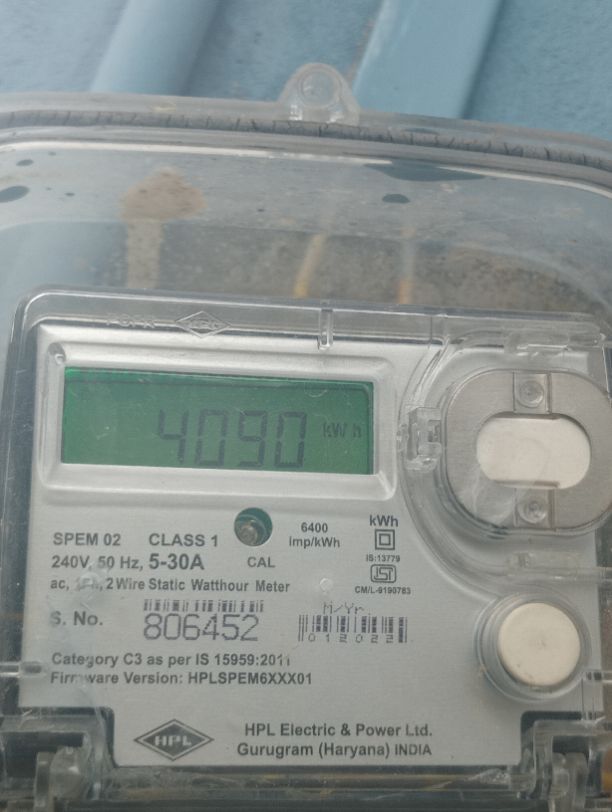 4090 kWh
SPEM 02 CLASS 1
6400 imp/kWh
kWh
240V, 50 Hz, 5-30A
CAL
IS:13779
ac, 2 Wire Static Watthour Meter
ISI
CM/L-9190763
S. No. 806452
M/Yr
012022
Category C3 as per IS 15959:2011
Firmware Version: HPLSPEM6XXX01
HPL
HPL Electric & Power Ltd.
Gurugram (Haryana) INDIA